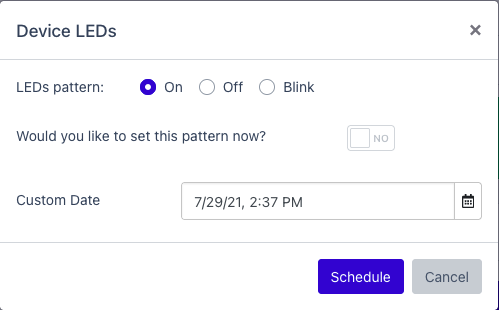 Device LEDs ×
LEDs pattern: On Off Blink
Would you like to set this pattern now? NO
Custom Date 7/29/21, 2:37 PM
Schedule Cancel